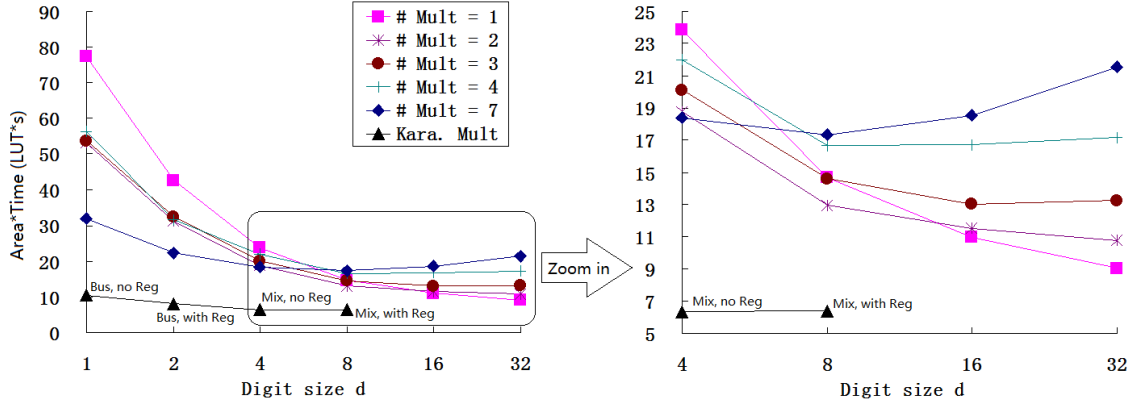 90
80
70
60
50
40
30
20
10
0
Area*Time (LUT*s)
1 2 4 8 16 32
Digit size d
# Mult = 1
# Mult = 2
# Mult = 3
# Mult = 4
# Mult = 7
Kara. Mult
Bus, no Reg
Bus, with Reg
Mix, no Reg
Mix, with Reg
Zoom in
25
23
21
19
17
15
13
11
9
7
5
Mix, no Reg
Mix, with Reg
4 8 16 32
Digit size d